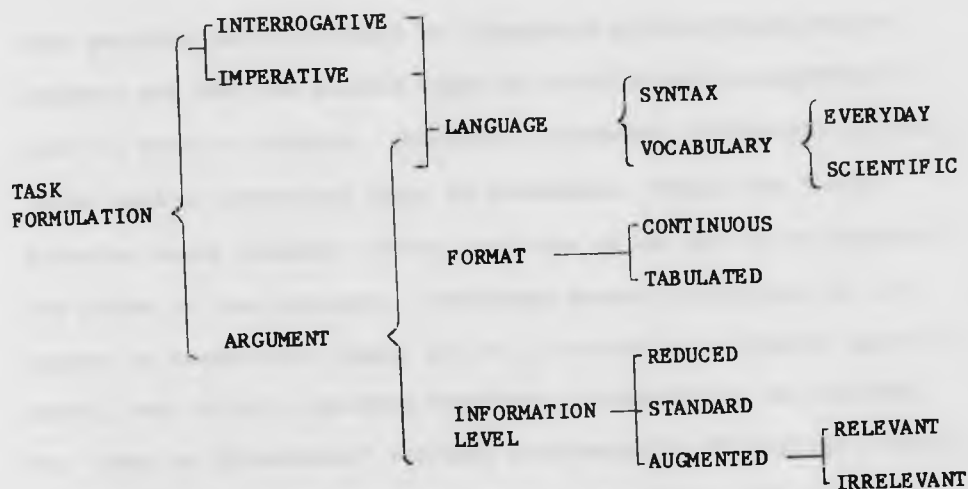 INTERROGATIVE
IMPERATIVE
TASK
FORMULATION
ARGUMENT
LANGUAGE
SYNTAX
VOCABULARY
EVERYDAY
SCIENTIFIC
FORMAT
CONTINUOUS
TABULATED
INFORMATION
LEVEL
REDUCED
STANDARD
AUGMENTED
RELEVANT
IRRELEVANT